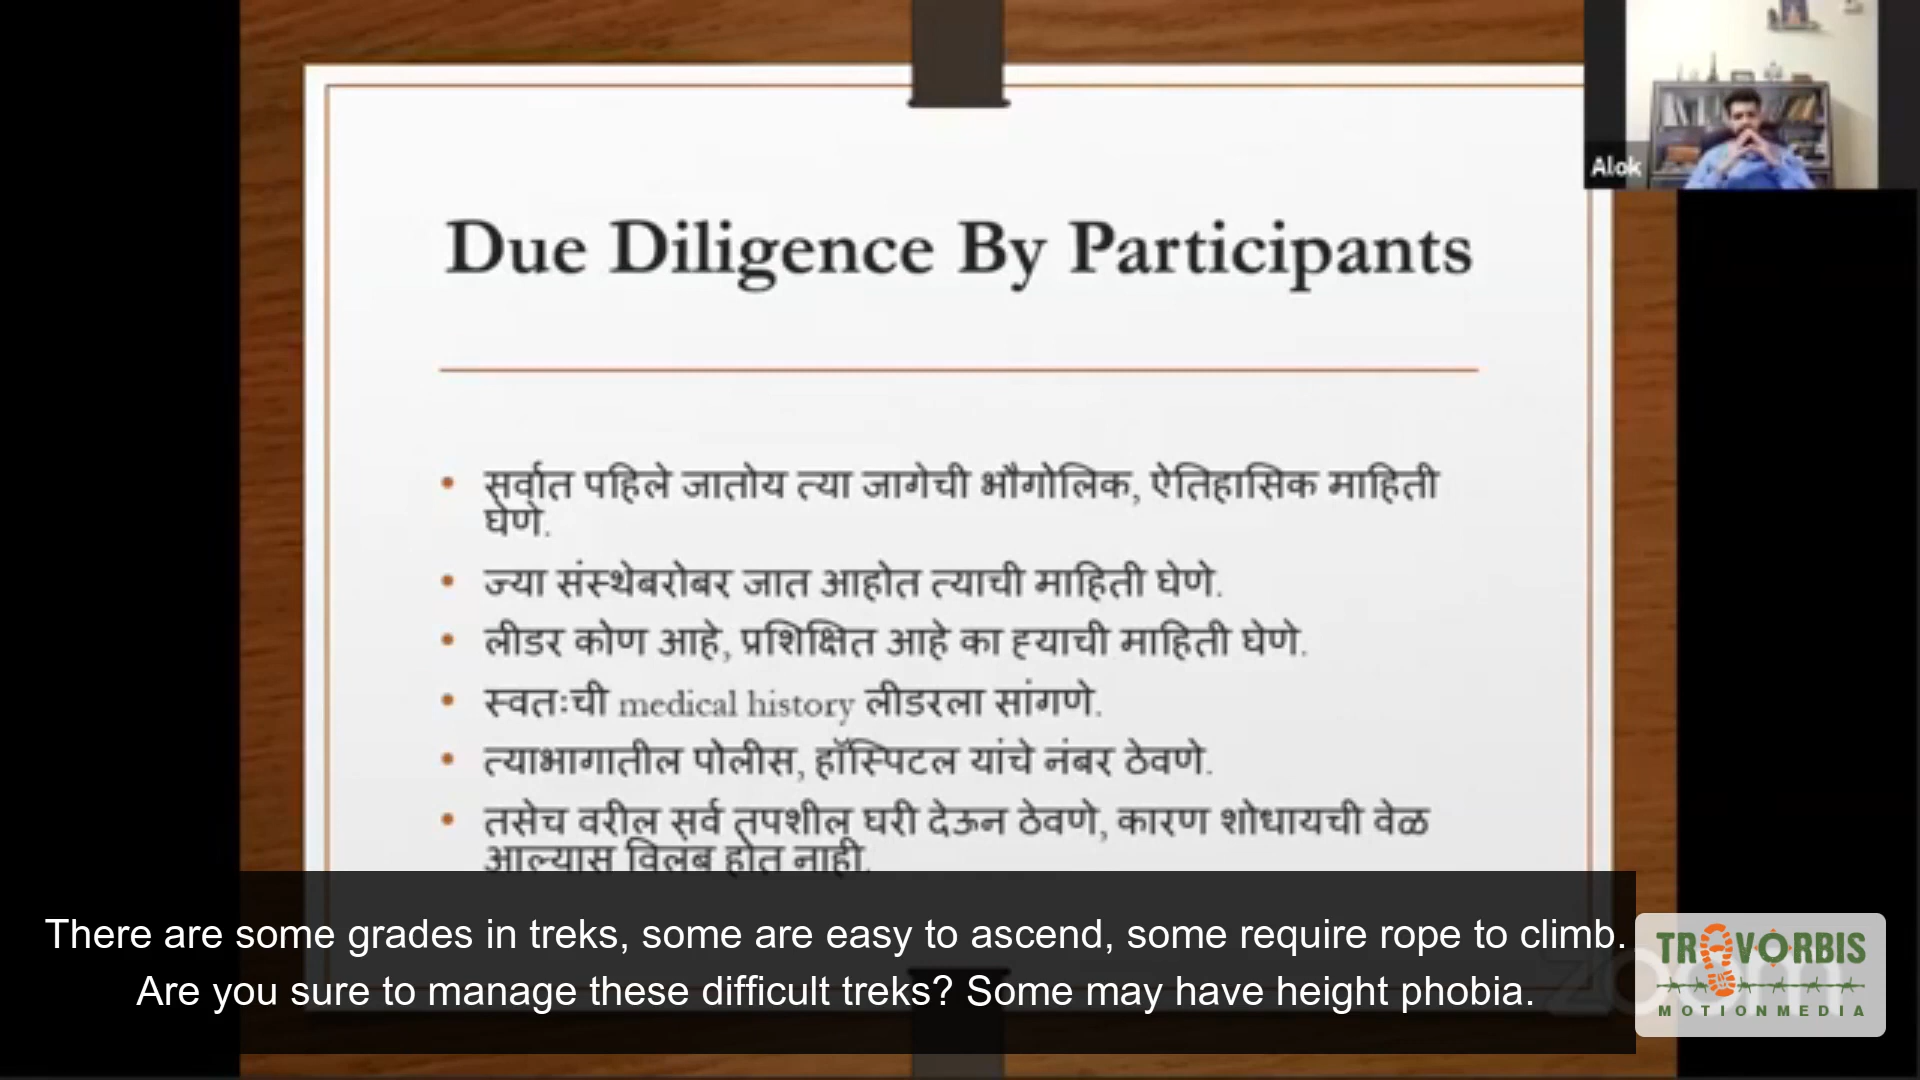 Alok
Due Diligence By Participants
• सर्वात पहिले जातोय त्या जागेची भौगोलिक, ऐतिहासिक माहिती
घेणे.
• ज्या संस्थेबरोबर जात आहोत त्याची माहिती घेणे.
• लीडर कोण आहे, प्रशिक्षित आहे का ह्याची माहिती घेणे.
• स्वतःची medical history लीडरला सांगणे.
• त्याभागातील पोलीस, हॉस्पिटल यांचे नंबर ठेवणे.
• तसेच वरील सर्व तपशील घरी देऊन ठेवणे, कारण शोधायची वेळ
आल्यास विलंब होत नाही.
There are some grades in treks, some are easy to ascend, some require rope to climb.
Are you sure to manage these difficult treks? Some may have height phobia.
zoom
TRAVORBIS
MOTIONMEDIA